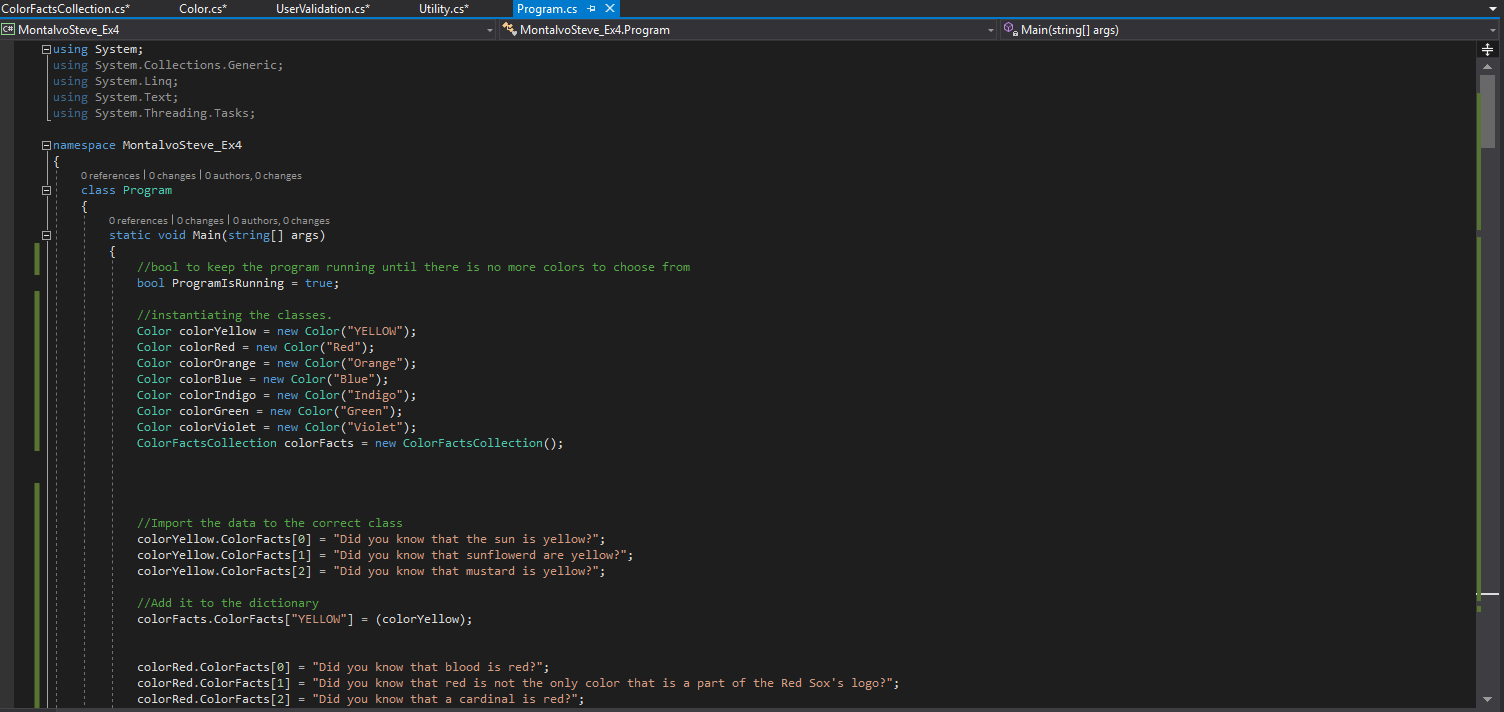 ColorFactsCollection.cs* Color.cs* UserValidation.cs* Utility.cs* Program.cs
C# MontalvoSteve_Ex4 MontalvoSteve_Ex4.Program Main(string[] args)
using System;
using System.Collections.Generic;
using System.Linq;
using System.Text;
using System.Threading.Tasks;
namespace MontalvoSteve_Ex4
{
0 references | 0 changes | 0 authors, 0 changes
class Program
{
0 references | 0 changes | 0 authors, 0 changes
static void Main(string[] args)
{
//bool to keep the program running until there is no more colors to choose from
bool ProgramIsRunning = true;
//instantiating the classes.
Color colorYellow = new Color("YELLOW");
Color colorRed = new Color("Red");
Color colorOrange = new Color("Orange");
Color colorBlue = new Color("Blue");
Color colorIndigo = new Color("Indigo");
Color colorGreen = new Color("Green");
Color colorViolet = new Color("Violet");
ColorFactsCollection colorFacts = new ColorFactsCollection();
//Import the data to the correct class
colorYellow.ColorFacts[0] = "Did you know that the sun is yellow?";
colorYellow.ColorFacts[1] = "Did you know that sunflowerd are yellow?";
colorYellow.ColorFacts[2] = "Did you know that mustard is yellow?";
//Add it to the dictionary
colorFacts.ColorFacts["YELLOW"] = (colorYellow);
colorRed.ColorFacts[0] = "Did you know that blood is red?";
colorRed.ColorFacts[1] = "Did you know that red is not the only color that is a part of the Red Sox's logo?";
colorRed.ColorFacts[2] = "Did you know that a cardinal is red?";